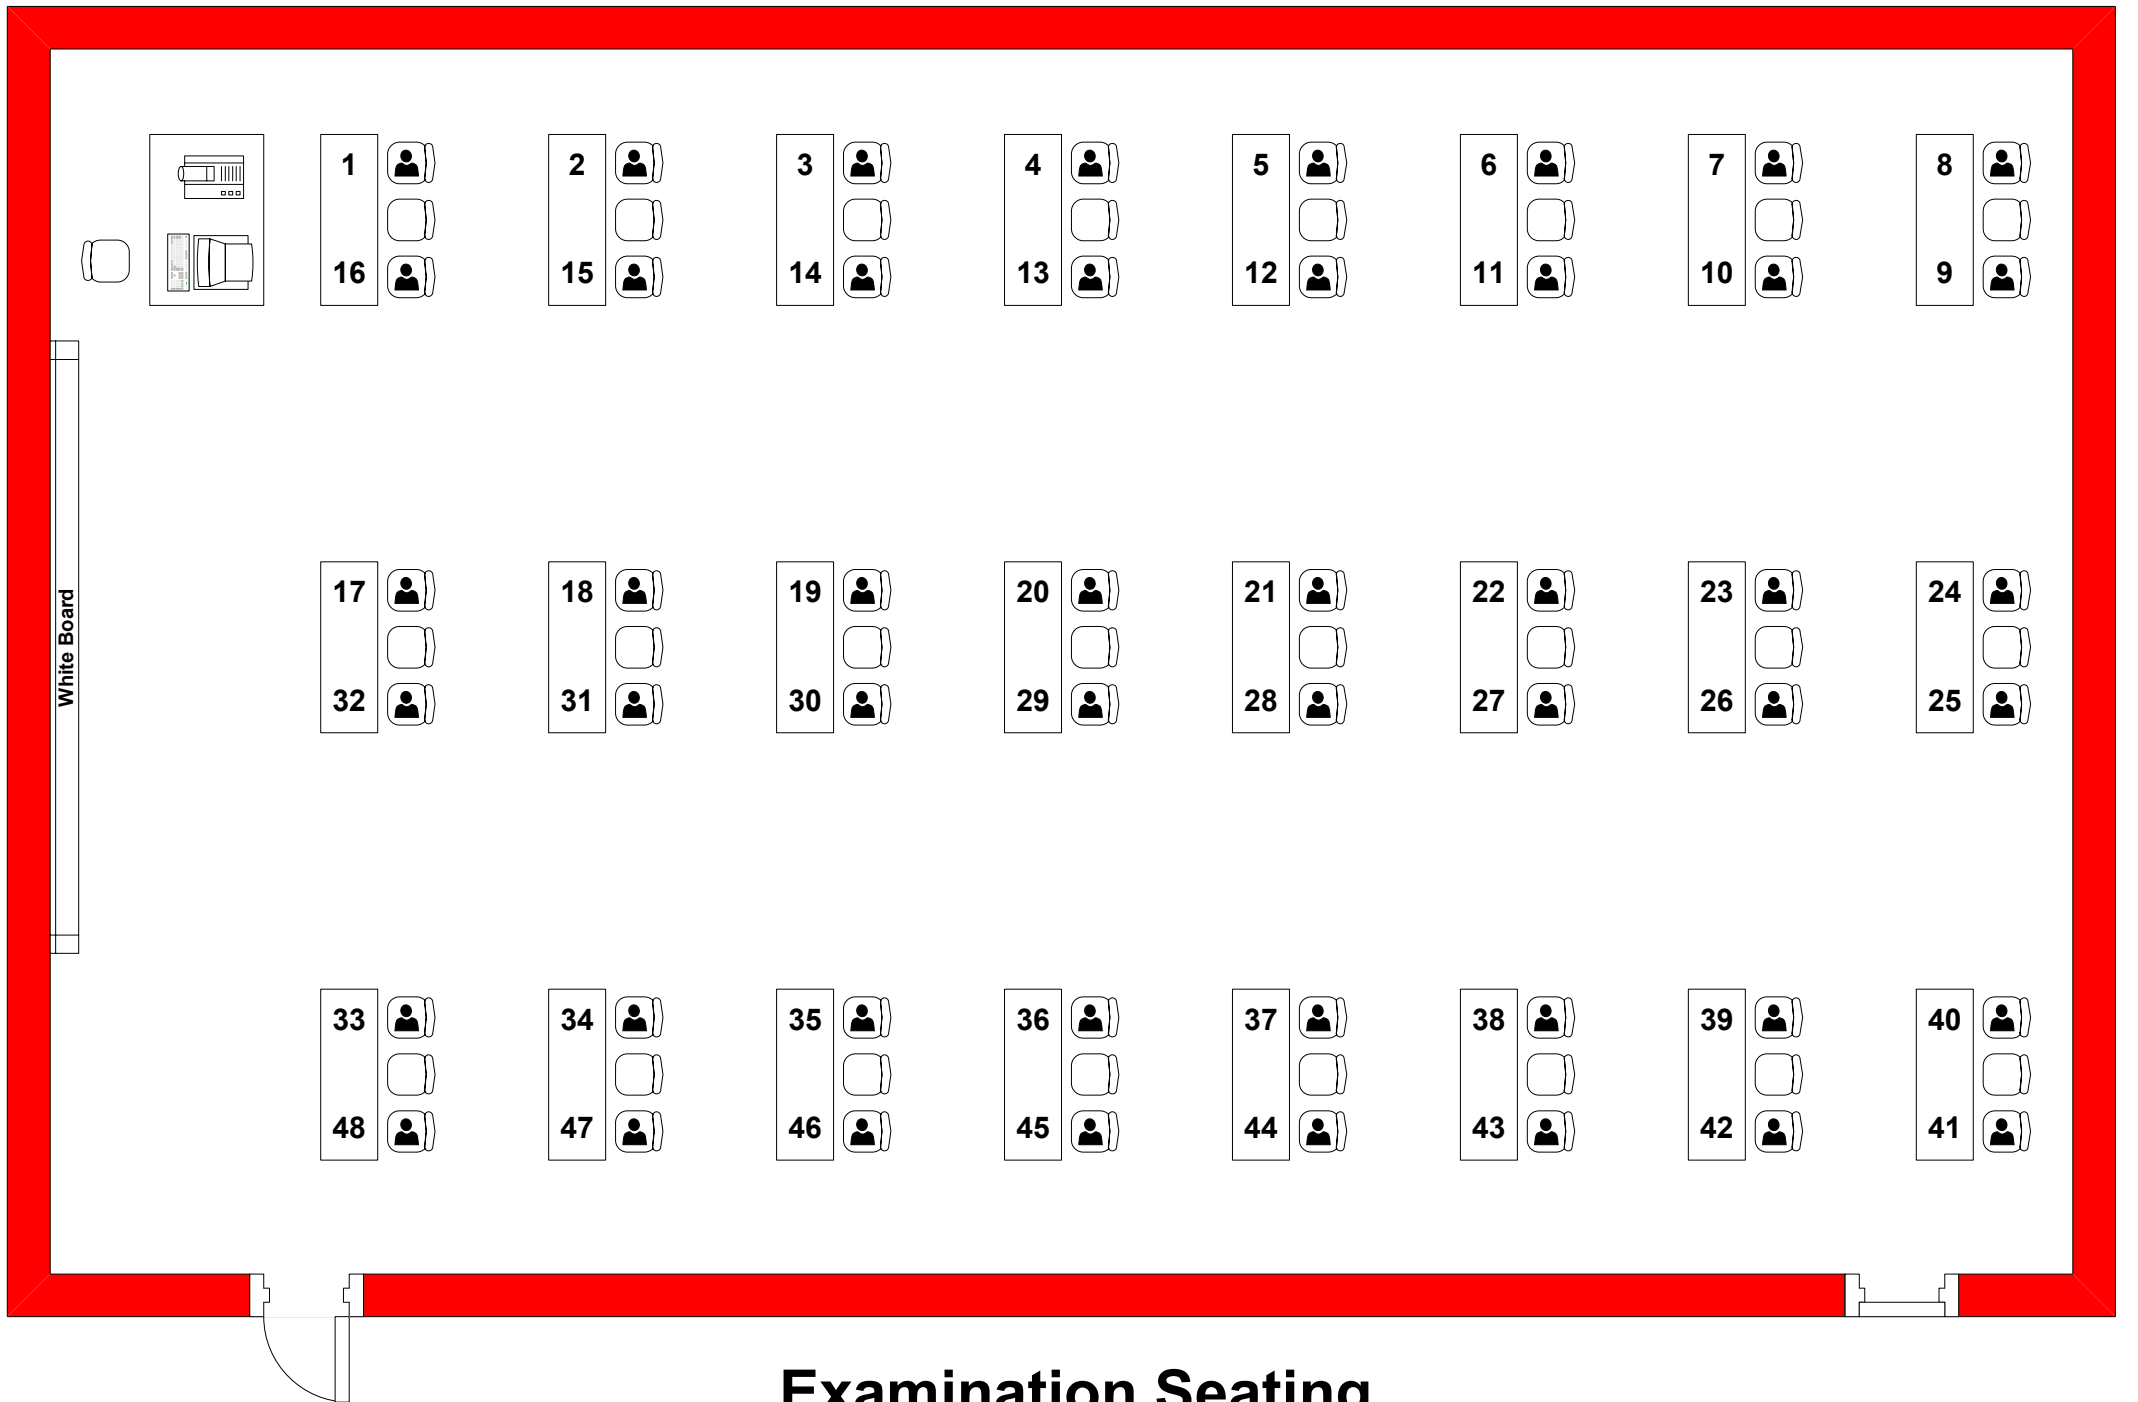 1 2 3 4 5 6 7 8
16 15 14 13 12 11 10 9
White Board
17 18 19 20 21 22 23 24
32 31 30 29 28 27 26 25
33 34 35 36 37 38 39 40
48 47 46 45 44 43 42 41
Examination Seating